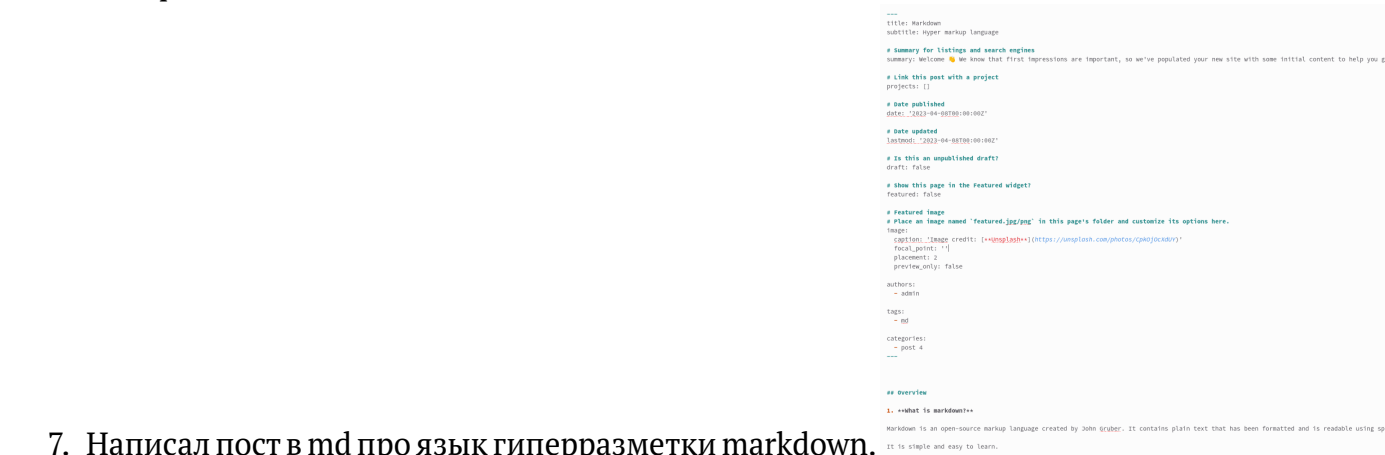 ---
title: Markdown
subtitle: Hyper markup language
# Summary for listings and search engines
summary: Welcome 👋 We know that first impressions are important, so we've populated your new site with some initial content to help you g
# Link this post with a project
projects: []
# Date published
date: '2023-04-08T00:00:00Z'
# Date updated
lastmod: '2023-04-08T00:00:00Z'
# Is this an unpublished draft?
draft: false
# Show this page in the Featured widget?
featured: false
# Featured image
# Place an image named `featured.jpg/png` in this page's folder and customize its options here.
image:
  caption: 'Image credit: [**Unsplash**](https://unsplash.com/photos/CpkOjOcXdUY)'
  focal_point: ''
  placement: 2
  preview_only: false
authors:
  - admin
tags:
  - md
categories:
  - post 4
---
## Overview
1. **What is markdown?**
Markdown is an open-source markup language created by John Gruber. It contains plain text that has been formatted and is readable using sp
It is simple and easy to learn.
7. Написал пост в md про язык гиперразметки markdown.